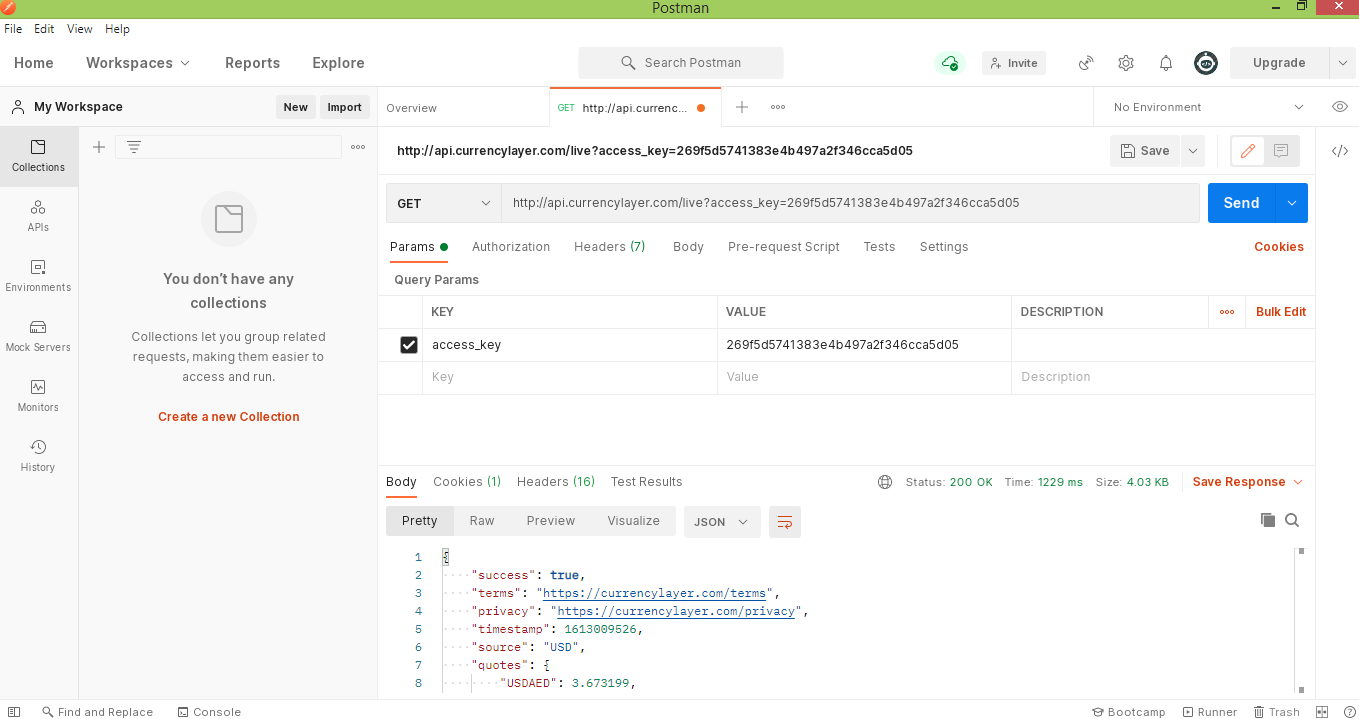 Postman
File Edit View Help
Home Workspaces Reports Explore Search Postman Invite Upgrade
My Workspace New Import Overview GET http://api.currenc... No Environment
Collections
APIs
Environments
Mock Servers
Monitors
History
You don't have any
collections
Collections let you group related
requests, making them easier to
access and run.
Create a new Collection
http://api.currencylayer.com/live?access_key=269f5d5741383e4b497a2f346cca5d05 Save
GET http://api.currencylayer.com/live?access_key=269f5d5741383e4b497a2f346cca5d05 Send
Params Authorization Headers (7) Body Pre-request Script Tests Settings Cookies
Query Params
KEY VALUE DESCRIPTION Bulk Edit
access_key 269f5d5741383e4b497a2f346cca5d05
Key Value Description
Body Cookies (1) Headers (16) Test Results Status: 200 OK Time: 1229 ms Size: 4.03 KB Save Response
Pretty Raw Preview Visualize JSON
1 {
2 "success": true,
3 "terms": "https://currencylayer.com/terms",
4 "privacy": "https://currencylayer.com/privacy",
5 "timestamp": 1613009526,
6 "source": "USD",
7 "quotes": {
8 "USDAED": 3.673199,
Find and Replace Console Bootcamp Runner Trash